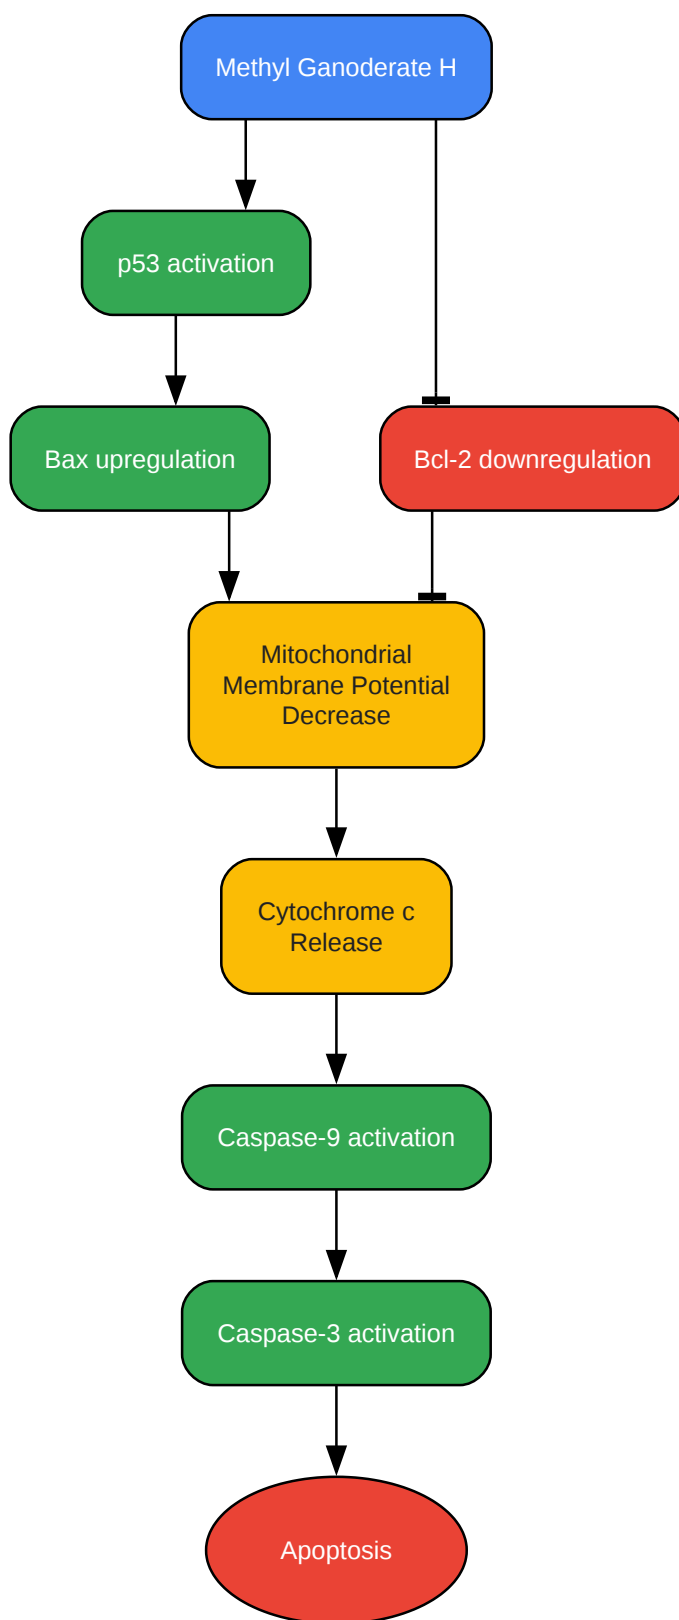 Methyl Ganoderate H
p53 activation
Bax upregulation
Bcl-2 downregulation
Mitochondrial
Membrane Potential
Decrease
Cytochrome c
Release
Caspase-9 activation
Caspase-3 activation
Apoptosis